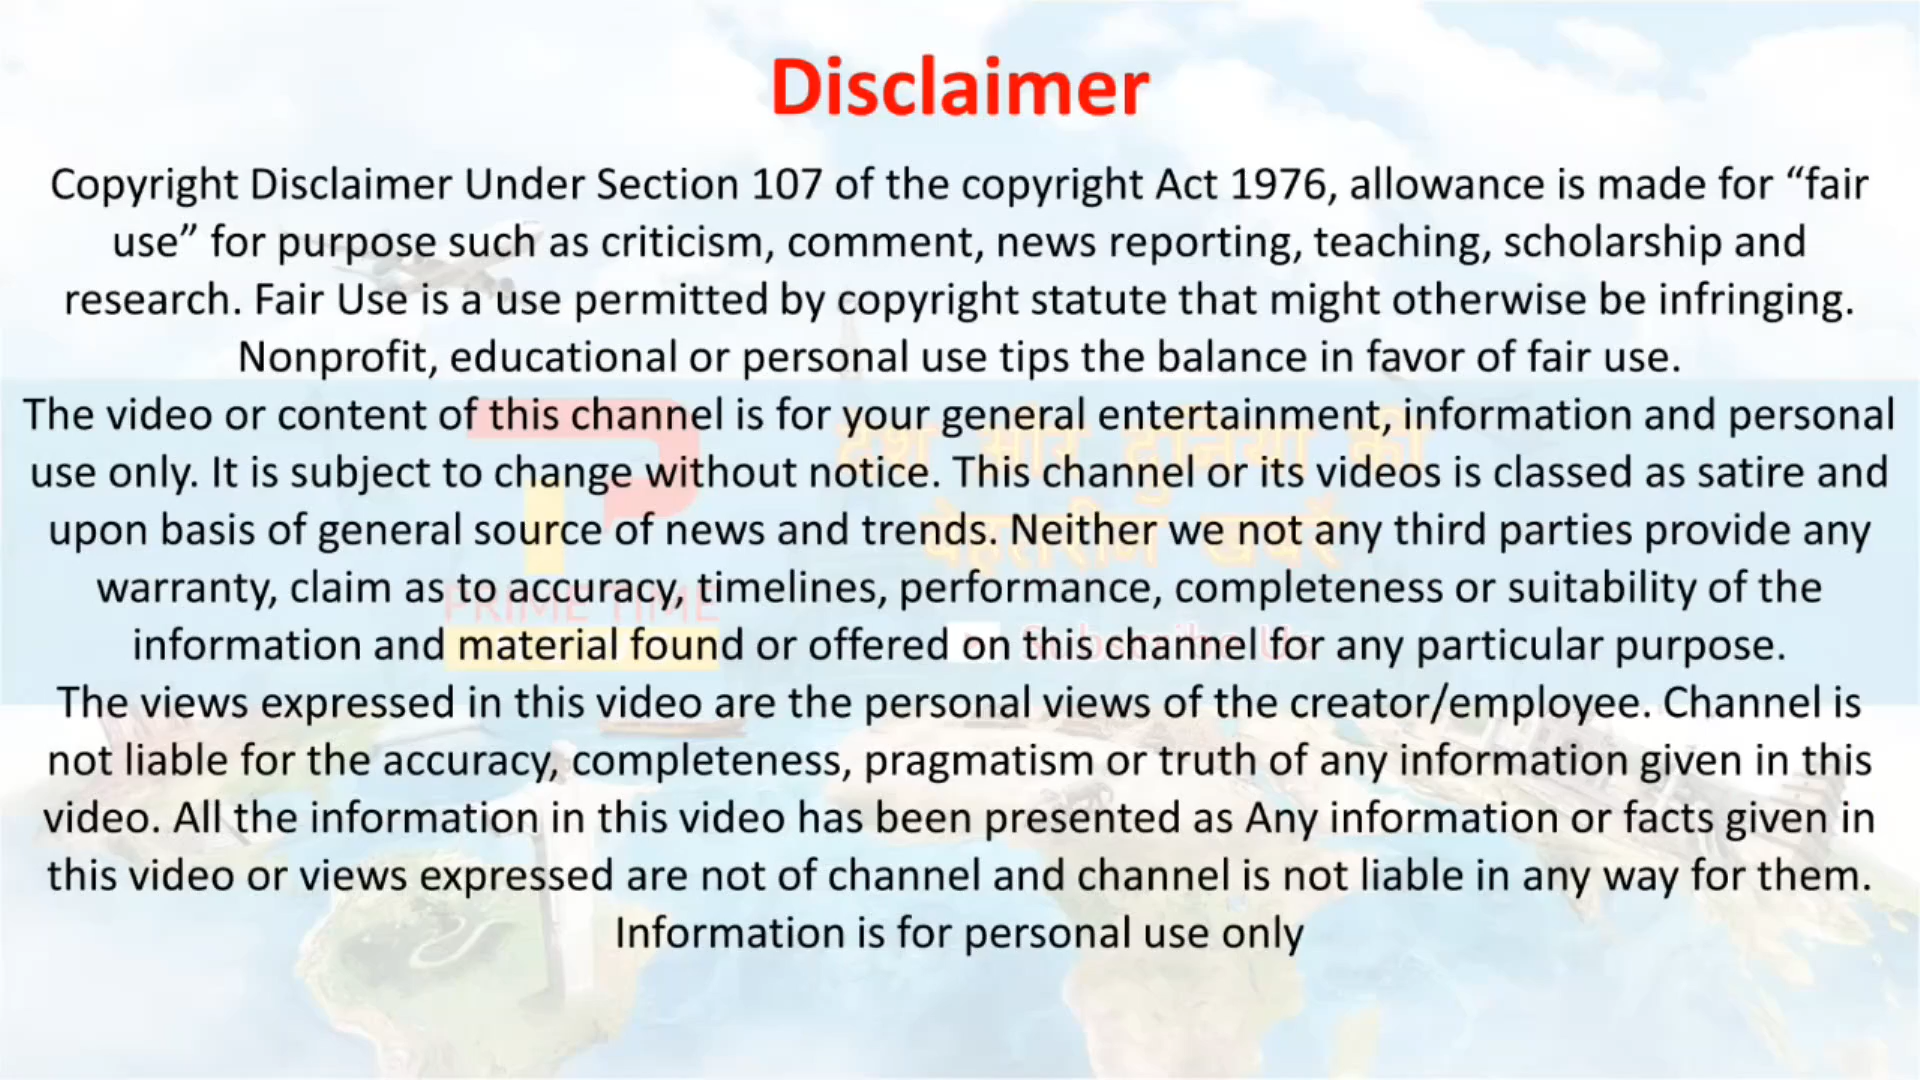 Disclaimer
Copyright Disclaimer Under Section 107 of the copyright Act 1976, allowance is made for “fair
use” for purpose such as criticism, comment, news reporting, teaching, scholarship and
research. Fair Use is a use permitted by copyright statute that might otherwise be infringing.
Nonprofit, educational or personal use tips the balance in favor of fair use.
The video or content of this channel is for your general entertainment, information and personal
use only. It is subject to change without notice. This channel or its videos is classed as satire and
upon basis of general source of news and trends. Neither we not any third parties provide any
warranty, claim as to accuracy, timelines, performance, completeness or suitability of the
information and material found or offered on this channel for any particular purpose.
The views expressed in this video are the personal views of the creator/employee. Channel is
not liable for the accuracy, completeness, pragmatism or truth of any information given in this
video. All the information in this video has been presented as Any information or facts given in
this video or views expressed are not of channel and channel is not liable in any way for them.
Information is for personal use only
देश और दुनिया की
बेहतरीन खबरें
PRIME TIME
Subscribe Us